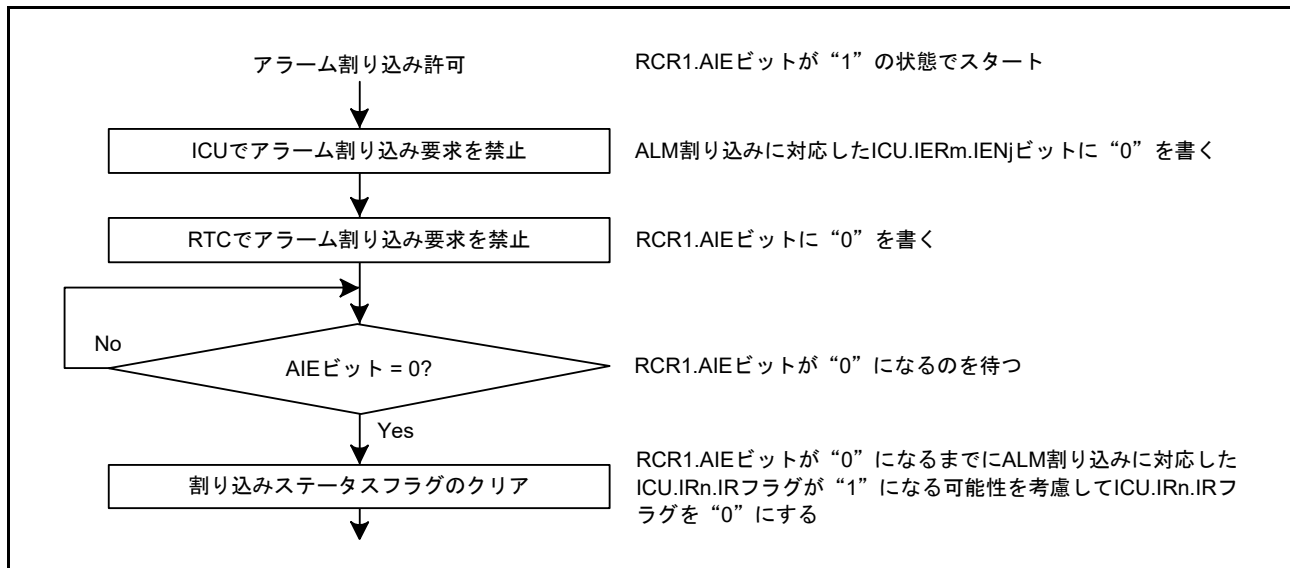 アラーム割り込み許可
RCR1.AIEビットが“1”の状態でスタート
ICUでアラーム割り込み要求を禁止
ALM割り込みに対応したICU.IERm.IENjビットに“0”を書く
RTCでアラーム割り込み要求を禁止
RCR1.AIEビットに“0”を書く
No
AIEビット = 0?
RCR1.AIEビットが“0”になるのを待つ
Yes
割り込みステータスフラグのクリア
RCR1.AIEビットが“0”になるまでにALM割り込みに対応した
ICU.IRn.IRフラグが“1”になる可能性を考慮してICU.IRn.IRフ
ラグを“0”にする